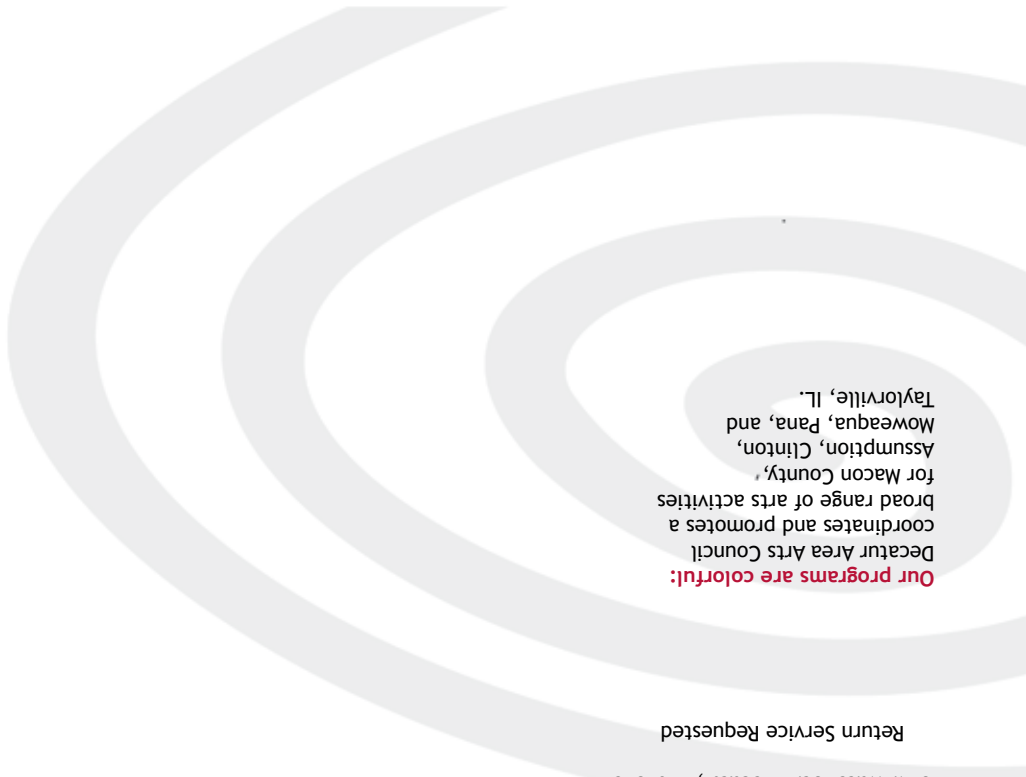 Return Service Requested
Our programs are colorful:
Decatur Area Arts Council
coordinates and promotes a
broad range of arts activities
for Macon County,
Assumption, Clinton,
Moweaqua, Pana, and
Taylorville, IL.